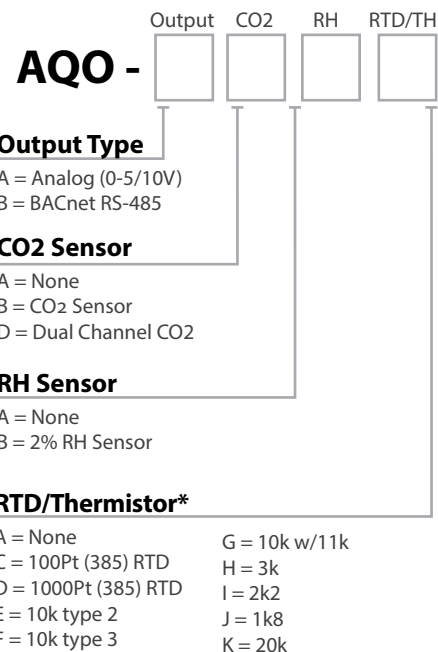 Output CO2 RH RTD/TH
AQO -
Output Type
A = Analog (0-5/10V)
B = BACnet RS-485
CO2 Sensor
A = None
B = CO2 Sensor
D = Dual Channel CO2
RH Sensor
A = None
B = 2% RH Sensor
RTD/Thermistor*
A = None
C = 100Pt (385) RTD
D = 1000Pt (385) RTD
E = 10k type 2
F = 10k type 3
G = 10k w/11k
H = 3k
I = 2k2
J = 1k8
K = 20k